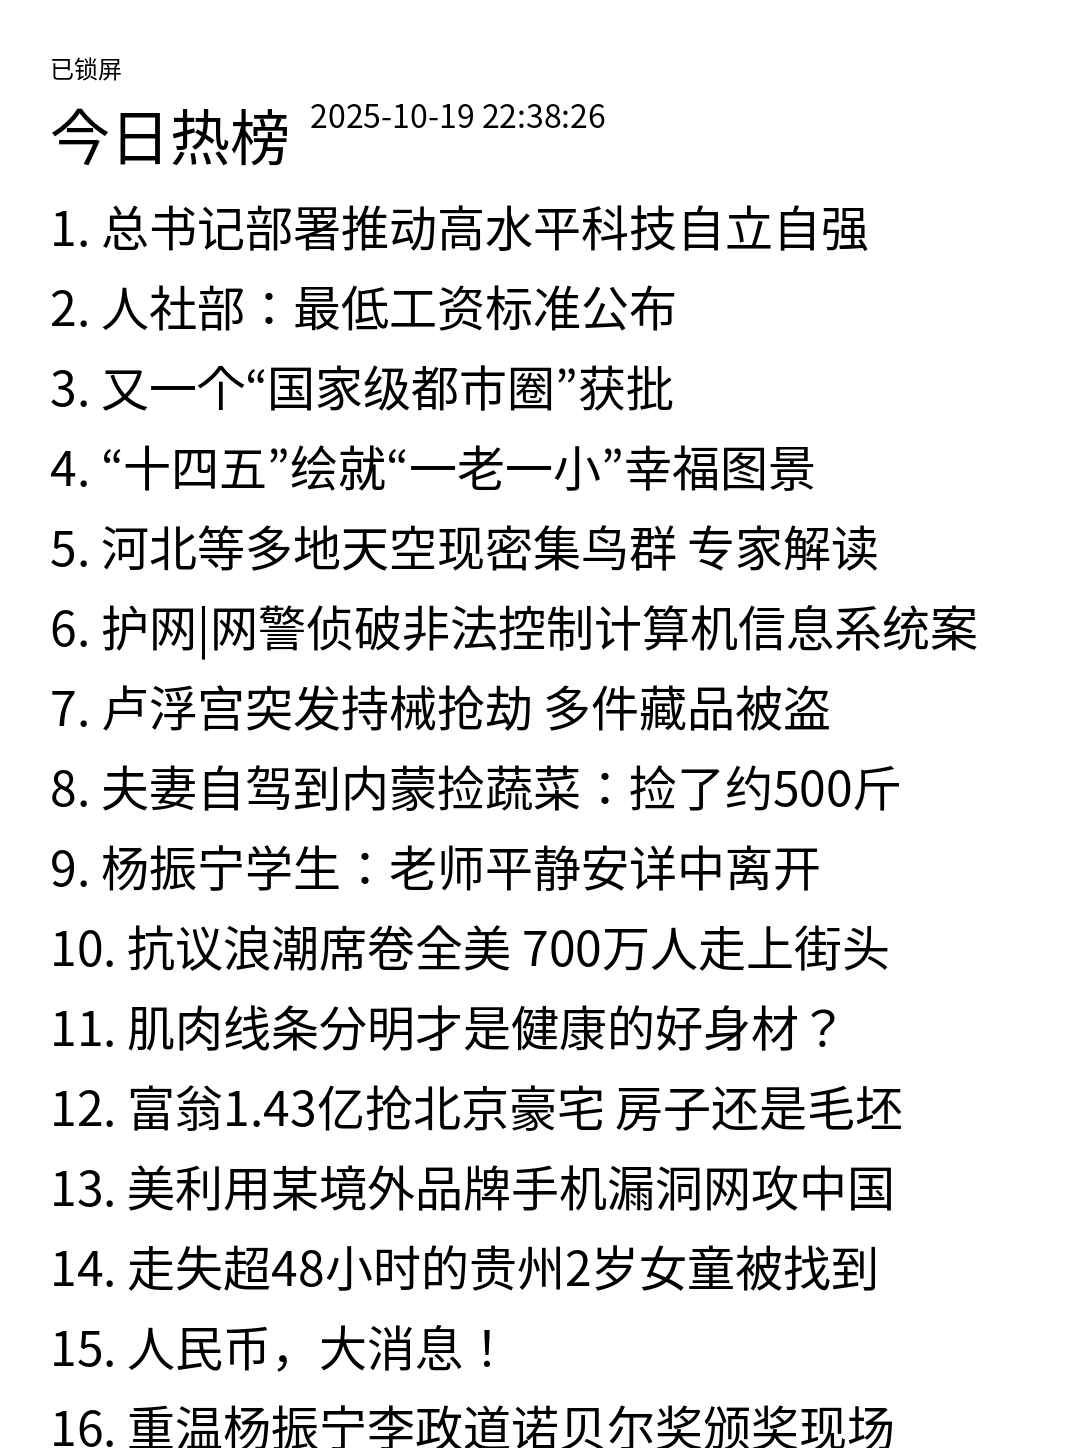 已锁屏
今日热榜 2025-10-19 22:38:26
1. 总书记部署推动高水平科技自立自强
2. 人社部：最低工资标准公布
3. 又一个“国家级都市圈”获批
4. “十四五”绘就“一老一小”幸福图景
5. 河北等多地天空现密集鸟群 专家解读
6. 护网|网警侦破非法控制计算机信息系统案
7. 卢浮宫突发持械抢劫 多件藏品被盗
8. 夫妻自驾到内蒙捡蔬菜：捡了约500斤
9. 杨振宁学生：老师平静安详中离开
10. 抗议浪潮席卷全美 700万人走上街头
11. 肌肉线条分明才是健康的好身材？
12. 富翁1.43亿抢北京豪宅 房子还是毛坯
13. 美利用某境外品牌手机漏洞网攻中国
14. 走失超48小时的贵州2岁女童被找到
15. 人民币，大消息！
16. 重温杨振宁李政道诺贝尔奖颁奖现场